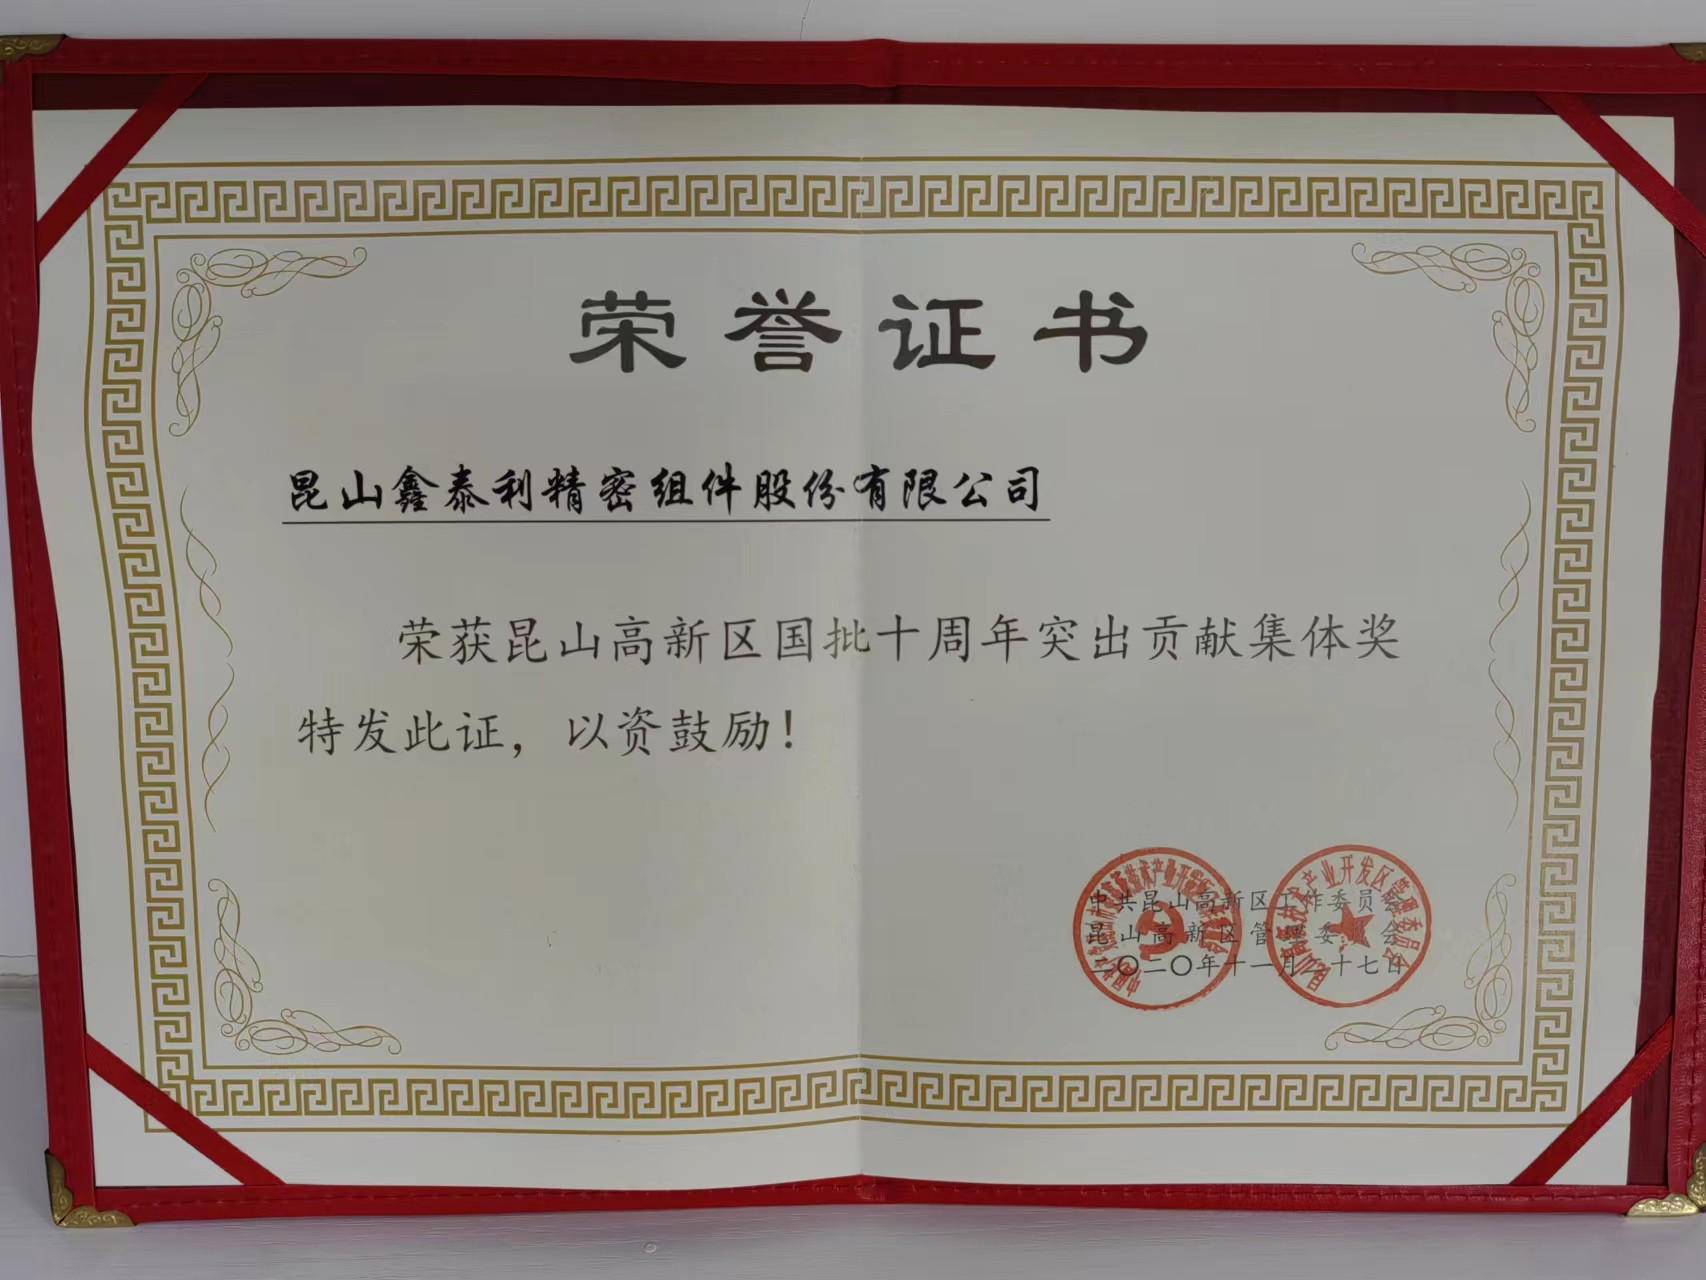 荣誉证书
昆山鑫泰利精密组件股份有限公司
荣获昆山高新区国批十周年突出贡献集体奖
特发此证，以资鼓励！
中共昆山高新区工作委员会
昆山高新区管理委员会
二〇二〇年十一月二十七日